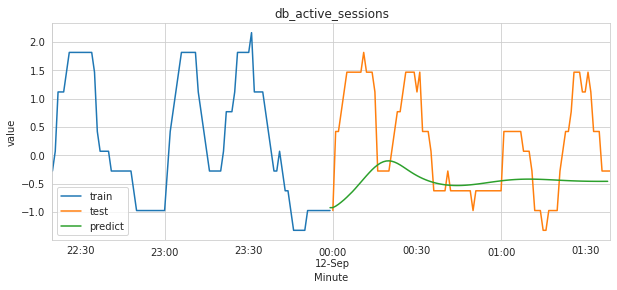 db_active_sessions
value
2.0
1.5
1.0
0.5
0.0
−0.5
−1.0
train
test
predict
22:30
23:00
23:30
00:00
00:30
01:00
01:30
12-Sep
Minute